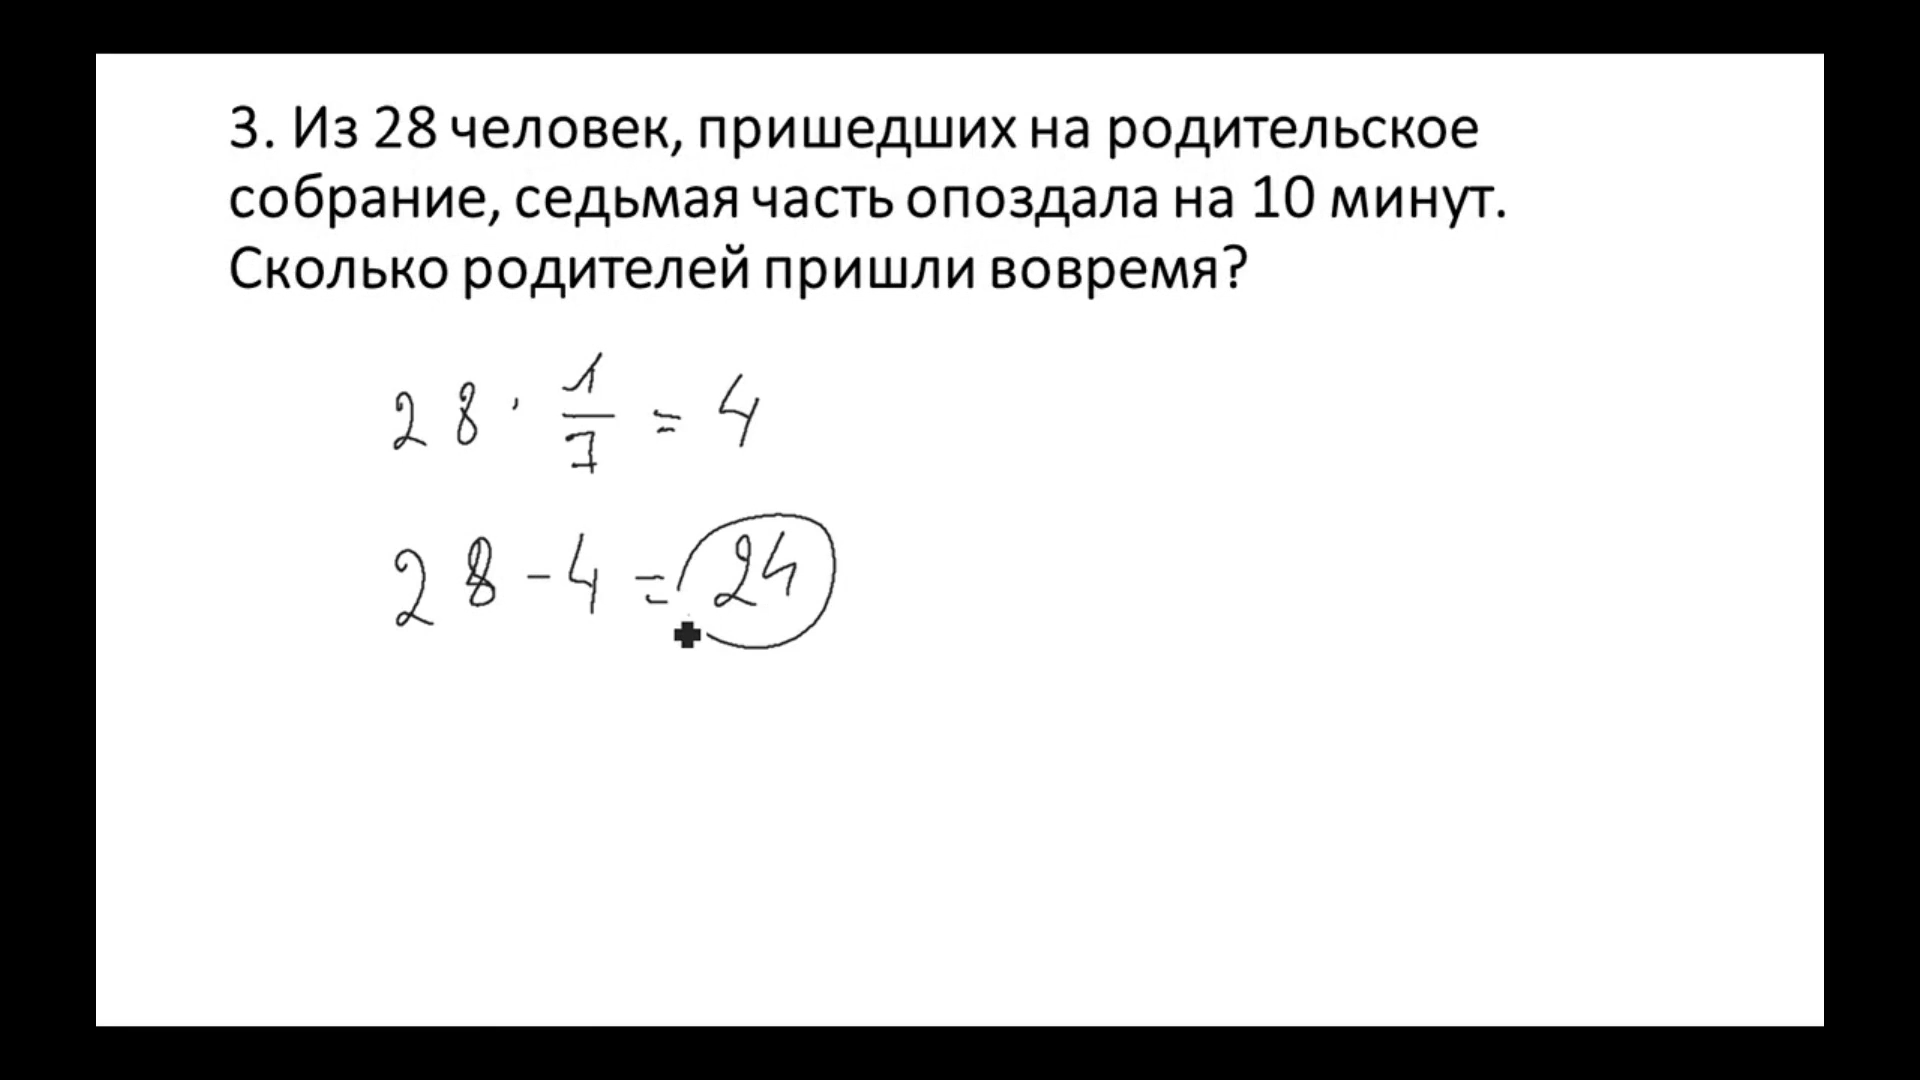 3. Из 28 человек, пришедших на родительское
собрание, седьмая часть опоздала на 10 минут.
Сколько родителей пришли вовремя?
28 · 1/7 = 4
28 - 4 = 24